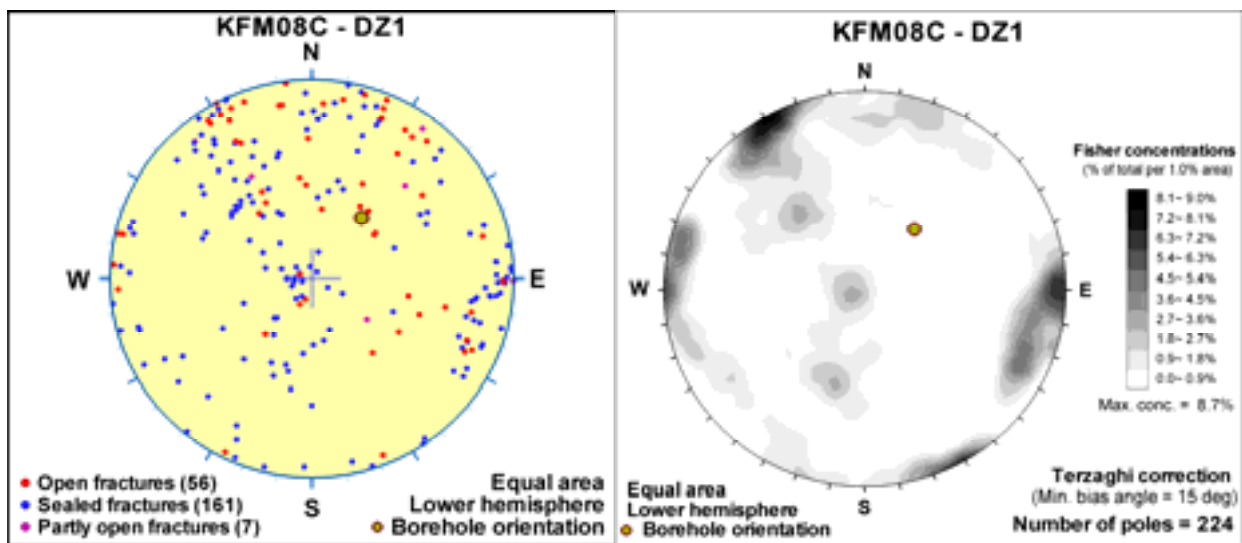 KFM08C - DZ1
N
W
E
S
Open fractures (56)
Sealed fractures (161)
Partly open fractures (7)
Equal area
Lower hemisphere
Borehole orientation
KFM08C - DZ1
N
W
E
S
Fisher concentrations
(% of total per 1.0% area)
8.1~ 9.0%
7.2~ 8.1%
6.3~ 7.2%
5.4~ 6.3%
4.5~ 5.4%
3.6~ 4.5%
2.7~ 3.6%
1.8~ 2.7%
0.9~ 1.8%
0.0~ 0.9%
Max. conc. = 8.7%
Equal area
Lower hemisphere
Borehole orientation
Terzaghi correction
(Min. bias angle = 15 deg)
Number of poles = 224